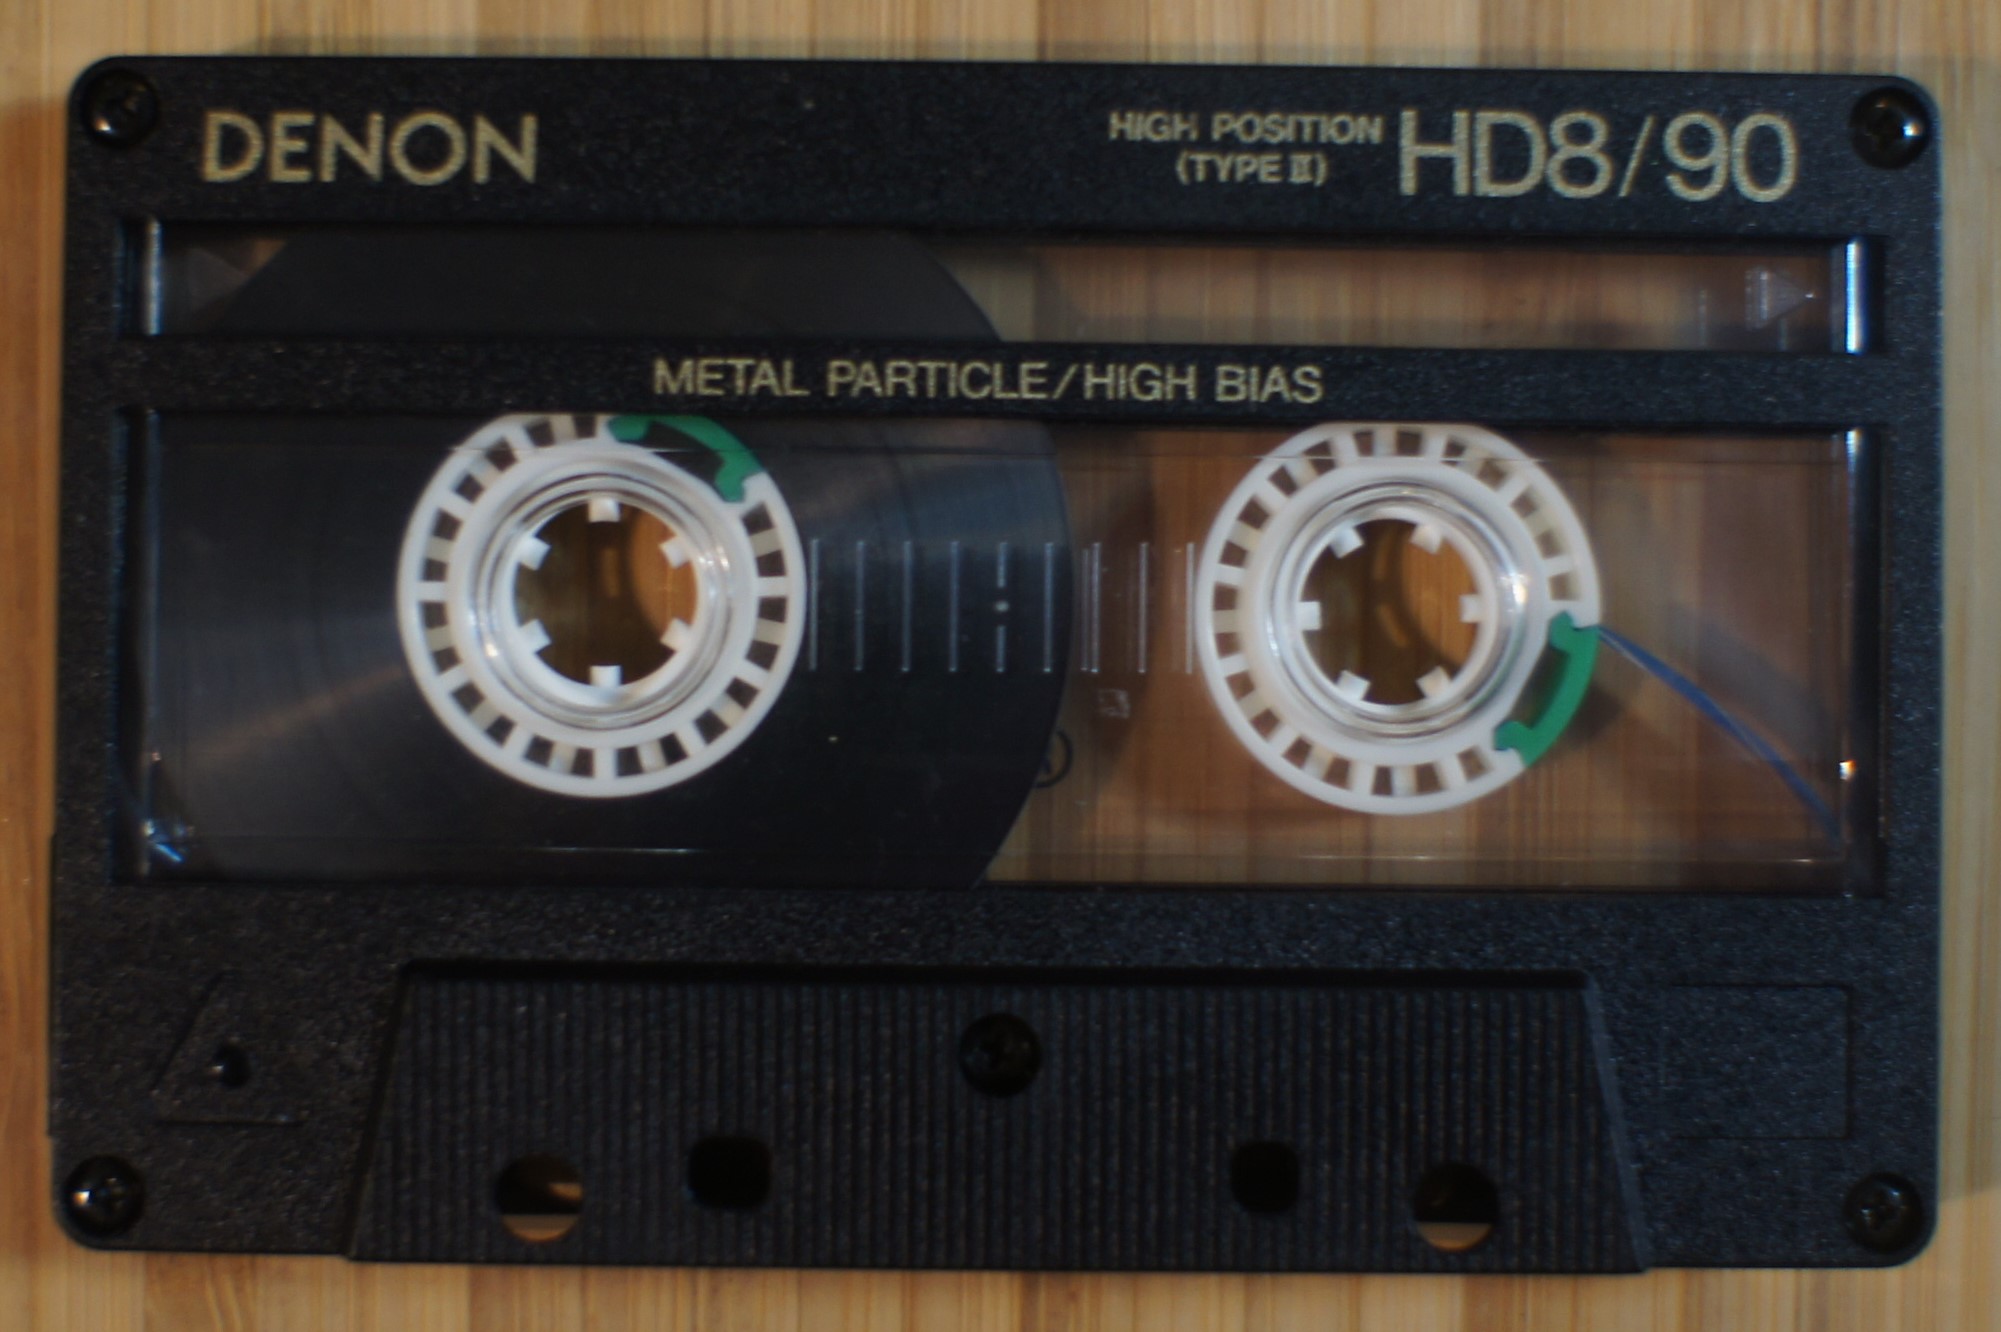 DENON
HIGH POSITION
(TYPE II)
HD8/90
METAL PARTICLE/HIGH BIAS